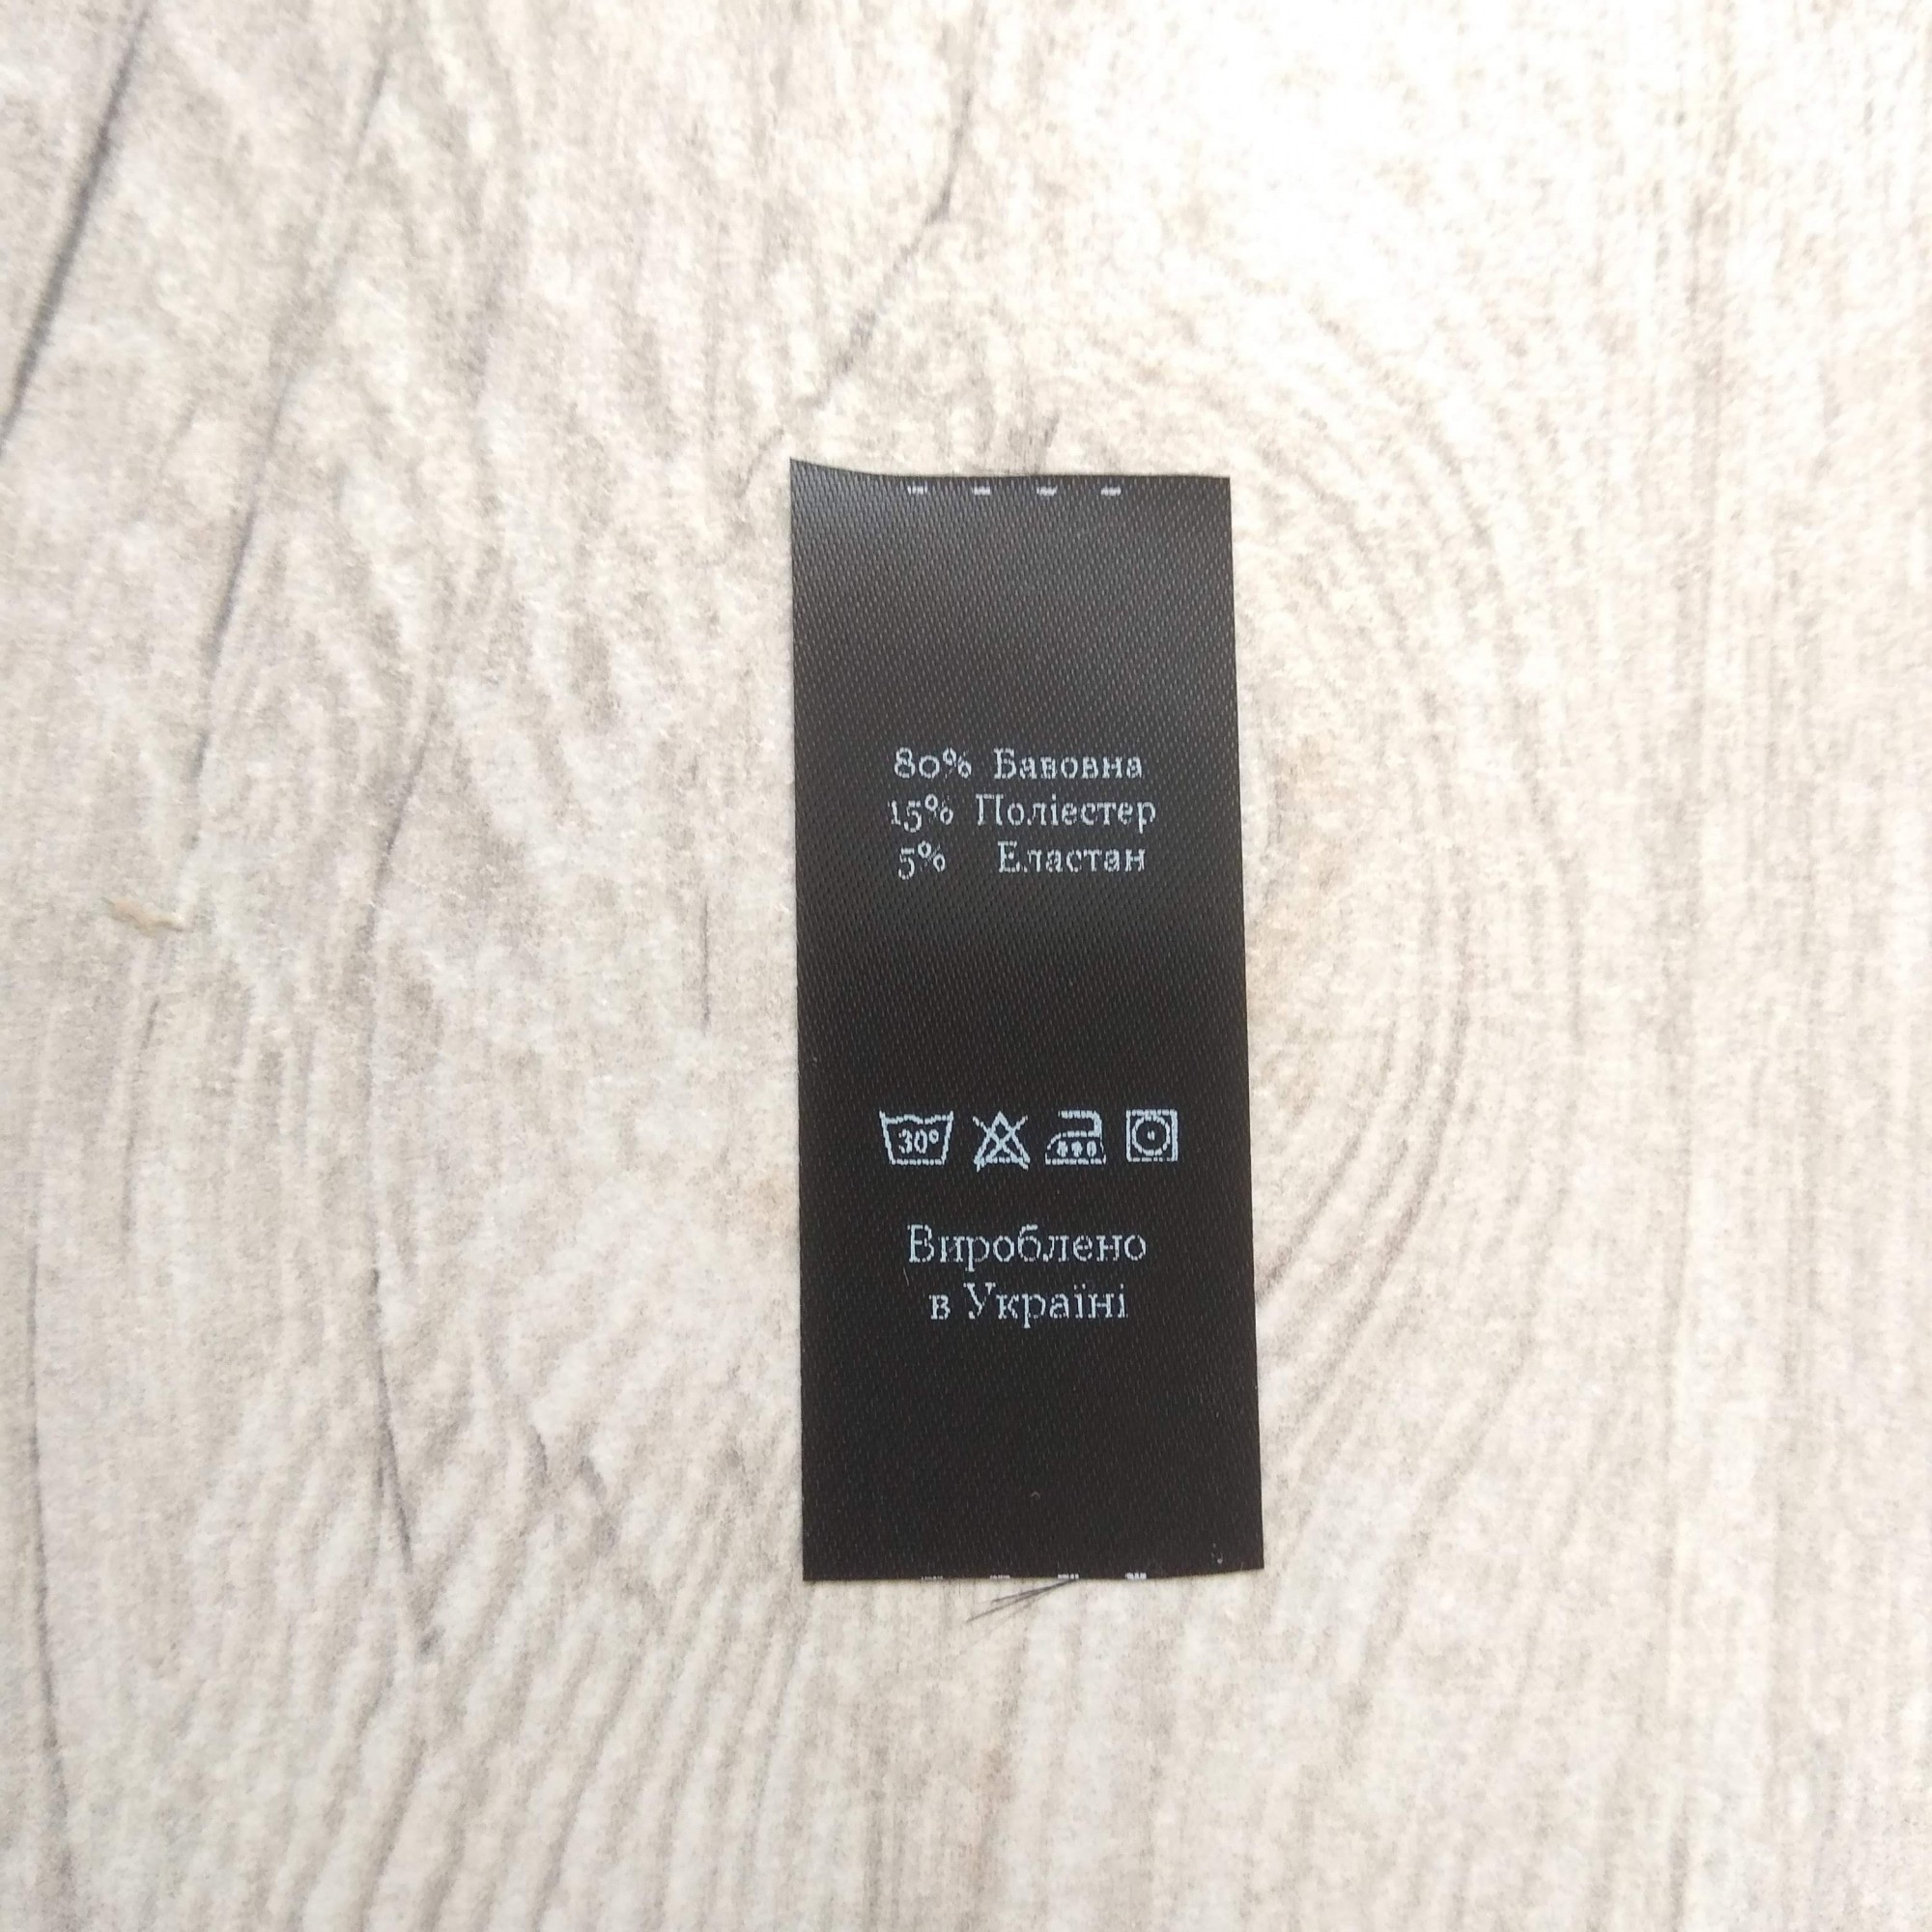 80% Бавовна
15% Поліестер
5% Еластан
30°
Вироблено
в Україні